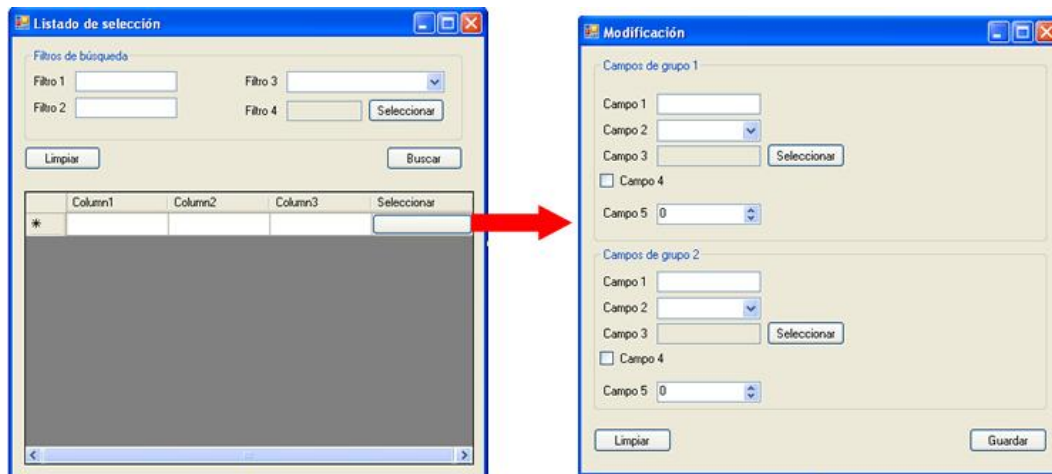 Listado de selección
Filtros de búsqueda
Filtro 1
Filtro 3
Filtro 2
Filtro 4
Seleccionar
Limpiar
Buscar
Column1 Column2 Column3 Seleccionar
Modificación
Campos de grupo 1
Campo 1
Campo 2
Campo 3
Seleccionar
Campo 4
Campo 5 0
Campos de grupo 2
Campo 1
Campo 2
Campo 3
Seleccionar
Campo 4
Campo 5 0
Limpiar
Guardar